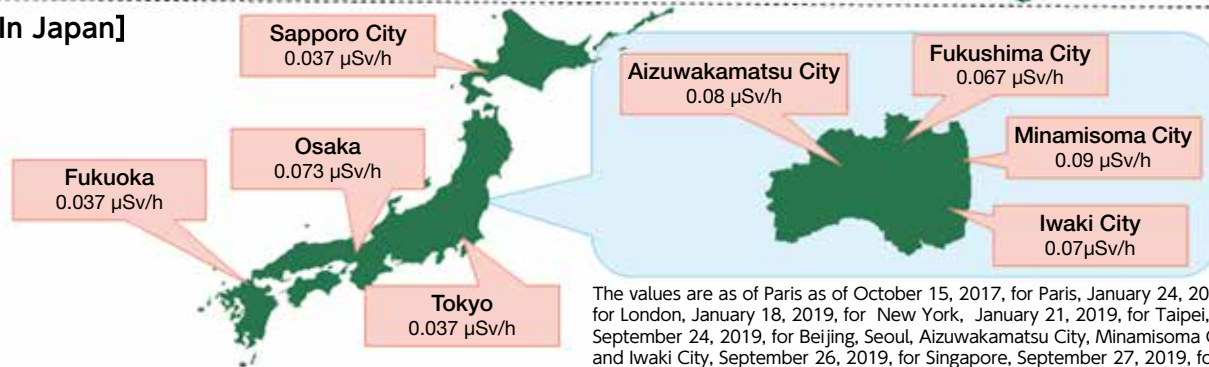 In Japan]
Sapporo City
0.037 μSv/h
Fukushima City
0.067 μSv/h
Aizuwakamatsu City
0.08 μSv/h
Minamisoma City
0.09 μSv/h
Osaka
0.073 μSv/h
Fukuoka
0.037 μSv/h
Iwaki City
0.07μSv/h
Tokyo
0.037 μSv/h
The values are as of Paris as of October 15, 2017, for Paris, January 24, 20
for London, January 18, 2019, for New York, January 21, 2019, for Taipei,
September 24, 2019, for Beijing, Seoul, Aizuwakamatsu City, Minamisoma
and Iwaki City, September 26, 2019, for Singapore, September 27, 2019,